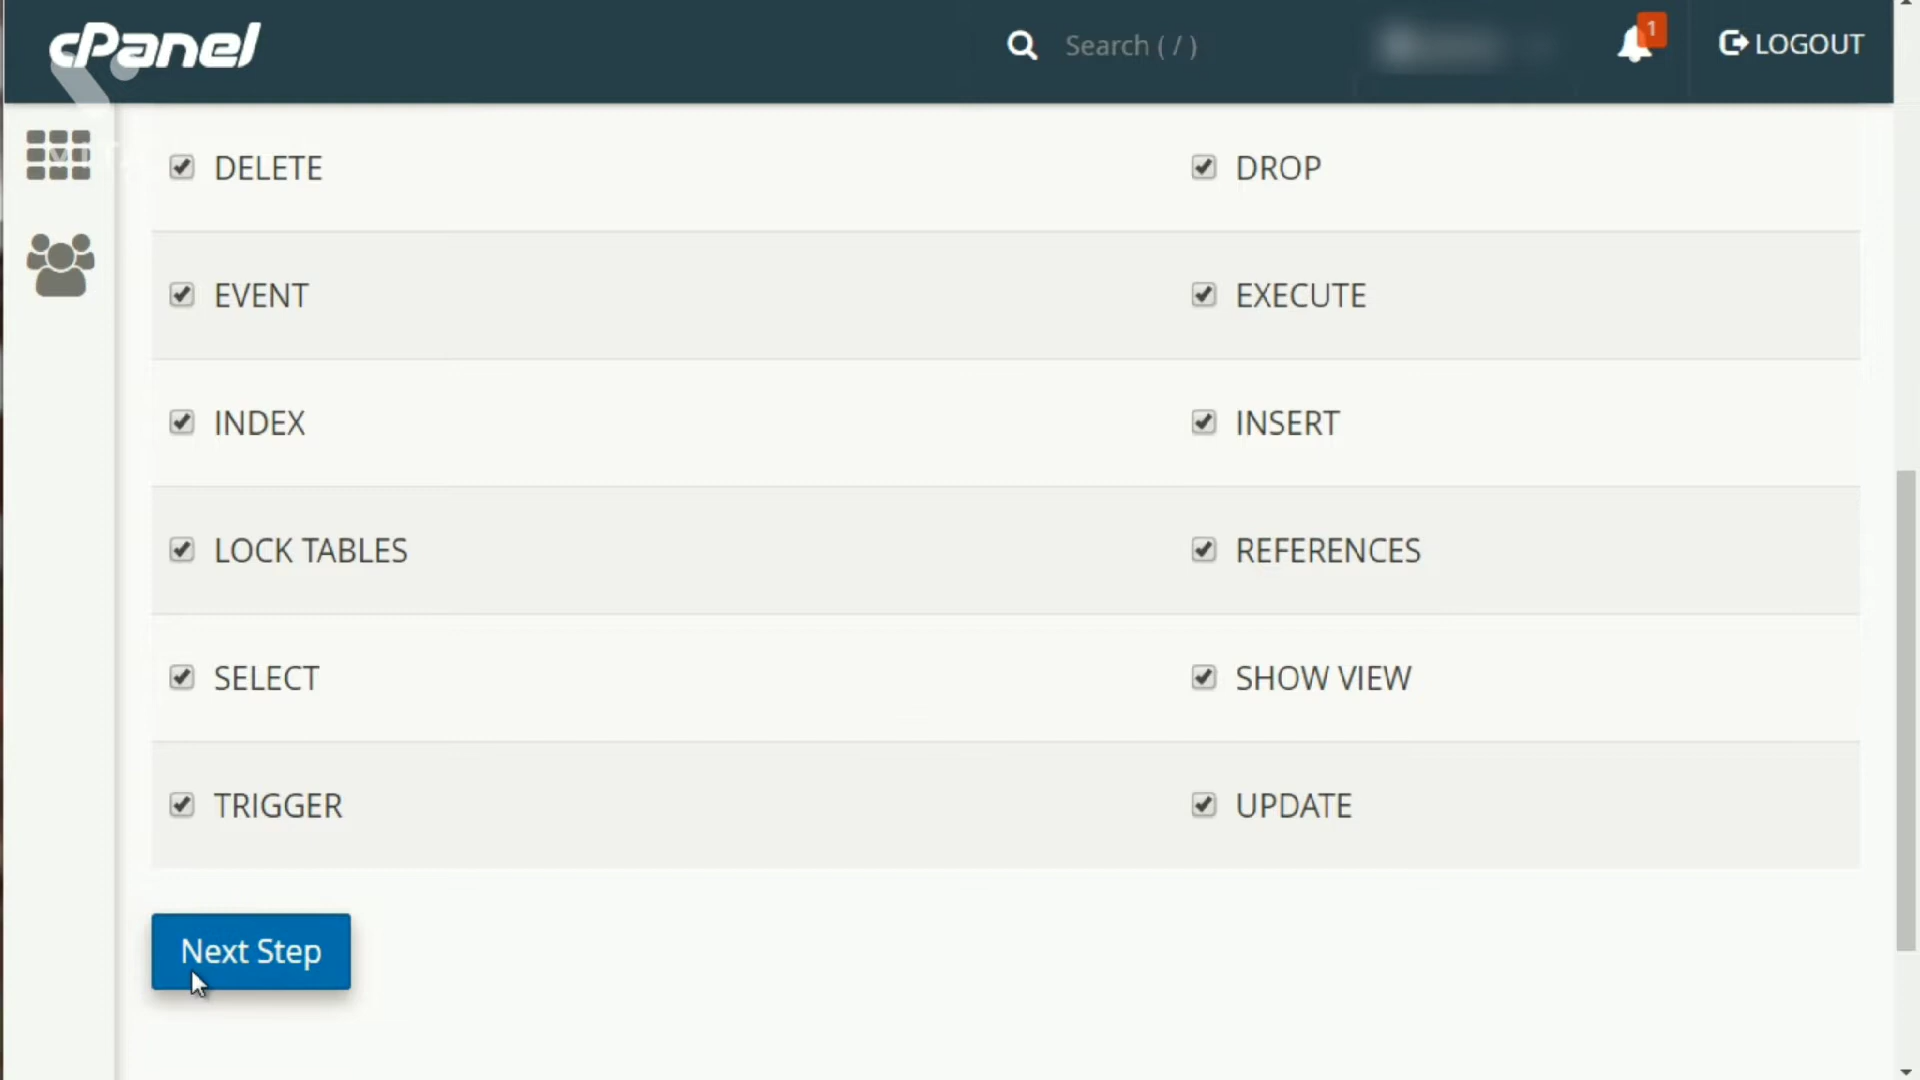 cPanel
Search ( / )
1
LOGOUT
DELETE
DROP
EVENT
EXECUTE
INDEX
INSERT
LOCK TABLES
REFERENCES
SELECT
SHOW VIEW
TRIGGER
UPDATE
Next Step